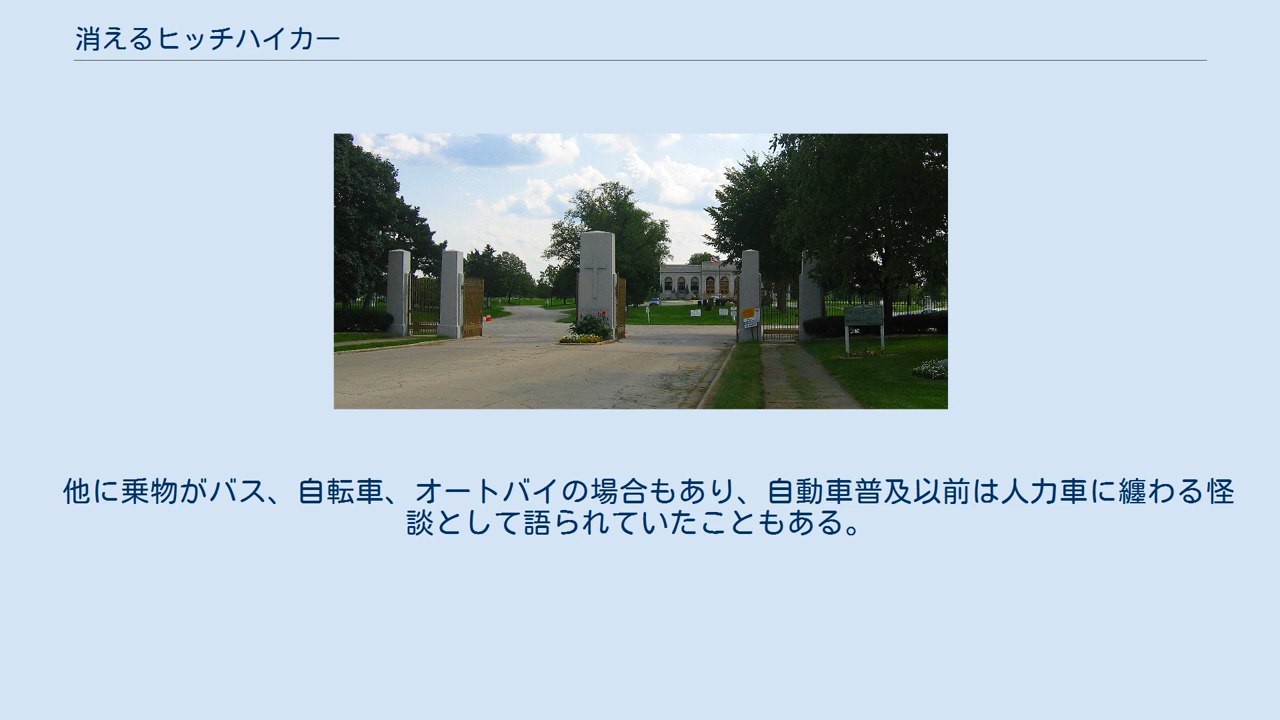 消えるヒッチハイカー
他に乗物がバス、自転車、オートバイの場合もあり、自動車普及以前は人力車に纏わる怪
談として語られていたこともある。